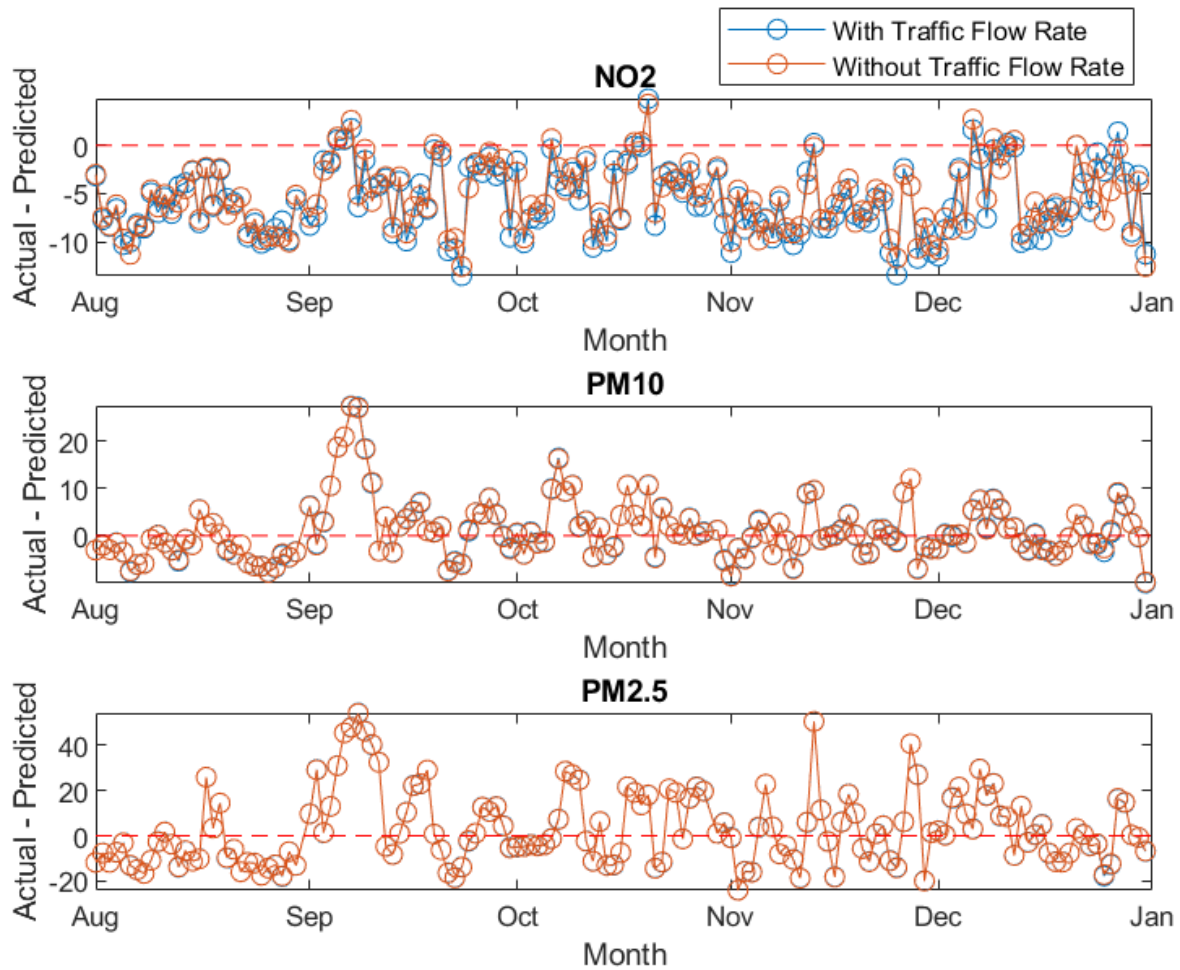 With Traffic Flow Rate
Without Traffic Flow Rate
NO2
Actual - Predicted
0
-5
-10
Aug Sep Oct Nov Dec Jan
Month
PM10
Actual - Predicted
20
10
0
Aug Sep Oct Nov Dec Jan
Month
PM2.5
Actual - Predicted
40
20
0
-20
Aug Sep Oct Nov Dec Jan
Month